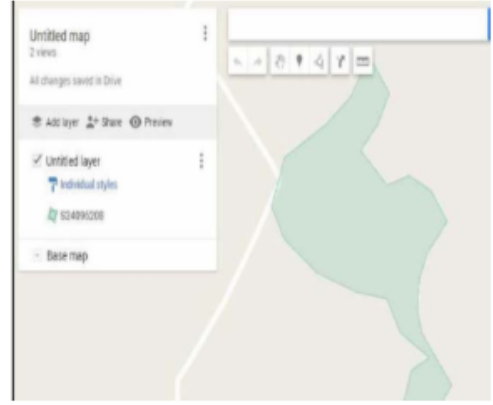 Untitled map
2 views
All changes saved in Drive
Add layer Share Preview
Untitled layer
Individual styles
S24096208
Base map